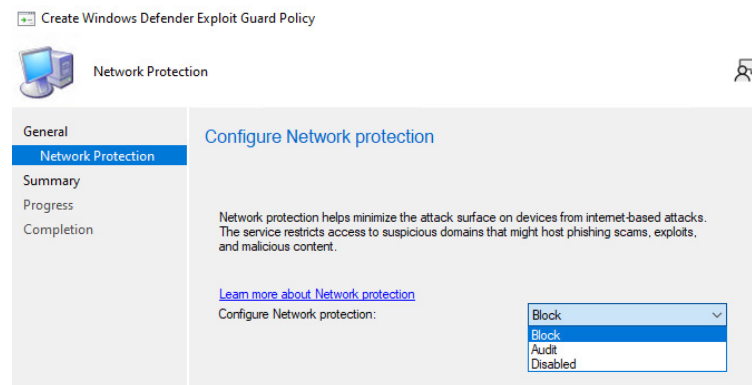 Create Windows Defender Exploit Guard Policy
Network Protection
General
Network Protection
Summary
Progress
Completion
Configure Network protection
Network protection helps minimize the attack surface on devices from internet-based attacks.
The service restricts access to suspicious domains that might host phishing scams, exploits,
and malicious content.
Learn more about Network protection
Configure Network protection:
Block
Block
Audit
Disabled